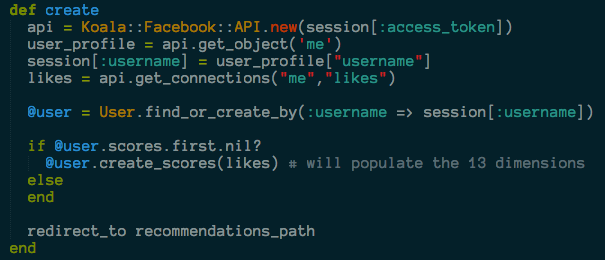 def create
  api = Koala::Facebook::API.new(session[:access_token])
  user_profile = api.get_object('me')
  session[:username] = user_profile["username"]
  likes = api.get_connections("me","likes")

  @user = User.find_or_create_by(:username => session[:username])

  if @user.scores.first.nil?
    @user.create_scores(likes) # will populate the 13 dimensions
  else
  end

  redirect_to recommendations_path
end